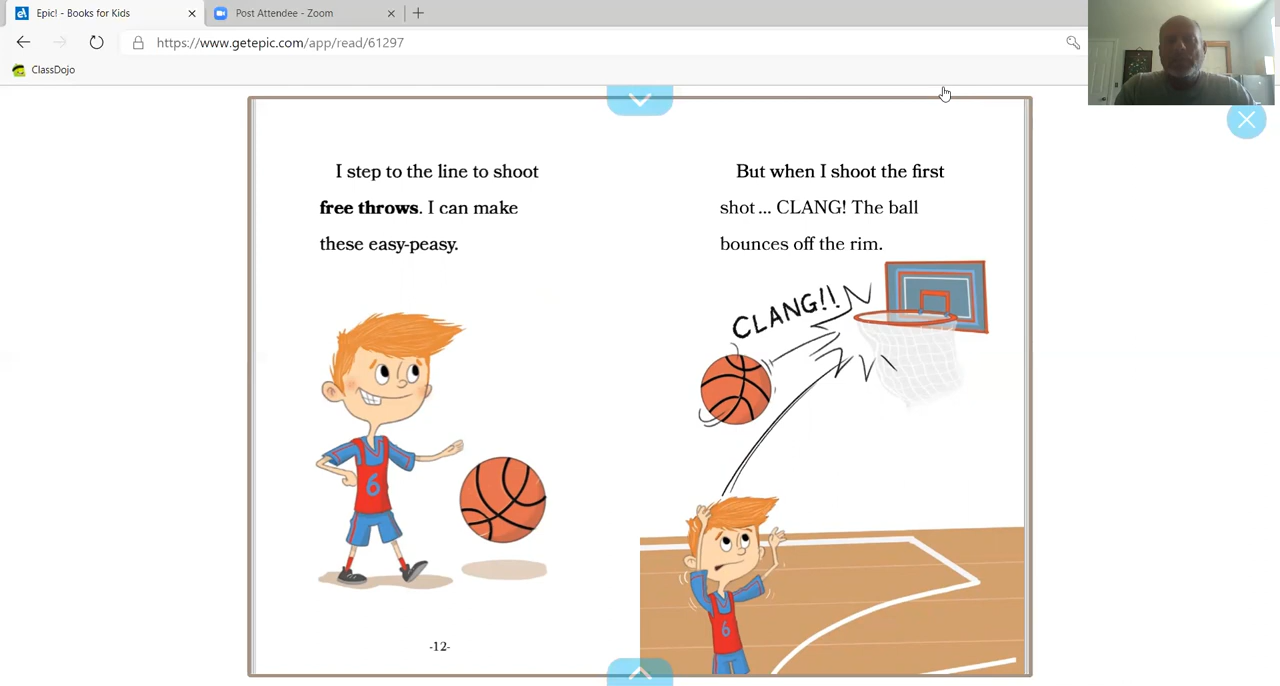 Epic! - Books for Kids
Post Attendee - Zoom
https://www.getepic.com/app/read/61297
ClassDojo
I step to the line to shoot
free throws. I can make
these easy-peasy.
6
-12-
But when I shoot the first
shot ... CLANG! The ball
bounces off the rim.
CLANG!!
6